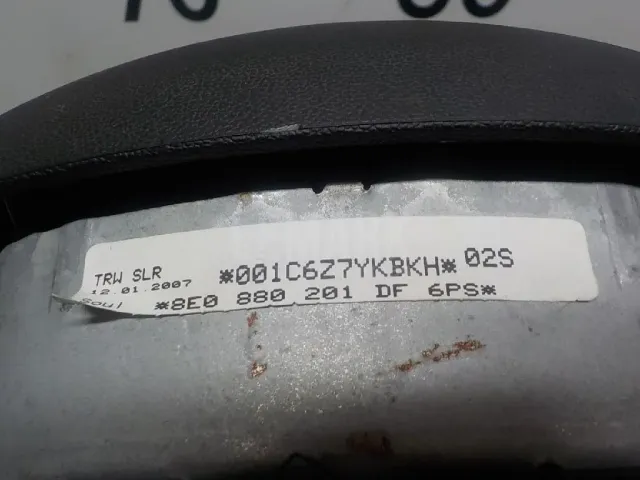 TRW SLR *001C6Z7YKBKH* 02S
12.01.2007
*8E0 880 201 DF 6PS*